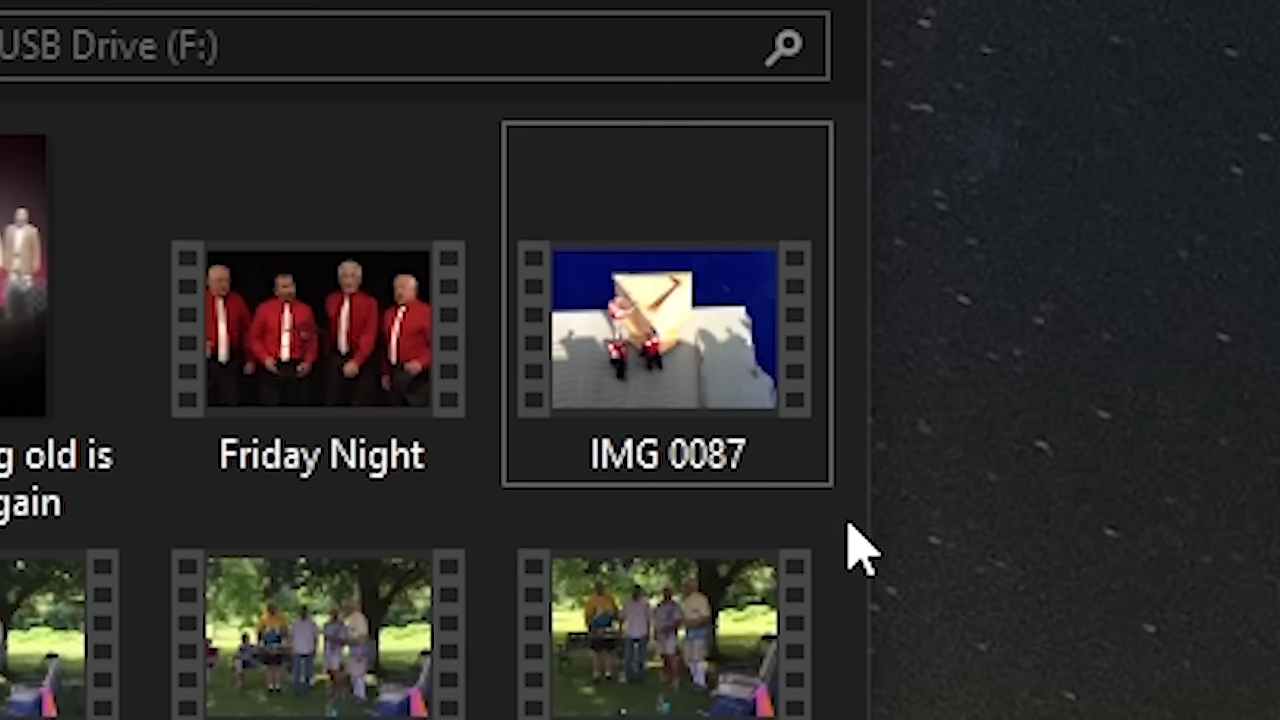 USB Drive (F:)
g old is
gain
Friday Night
IMG 0087